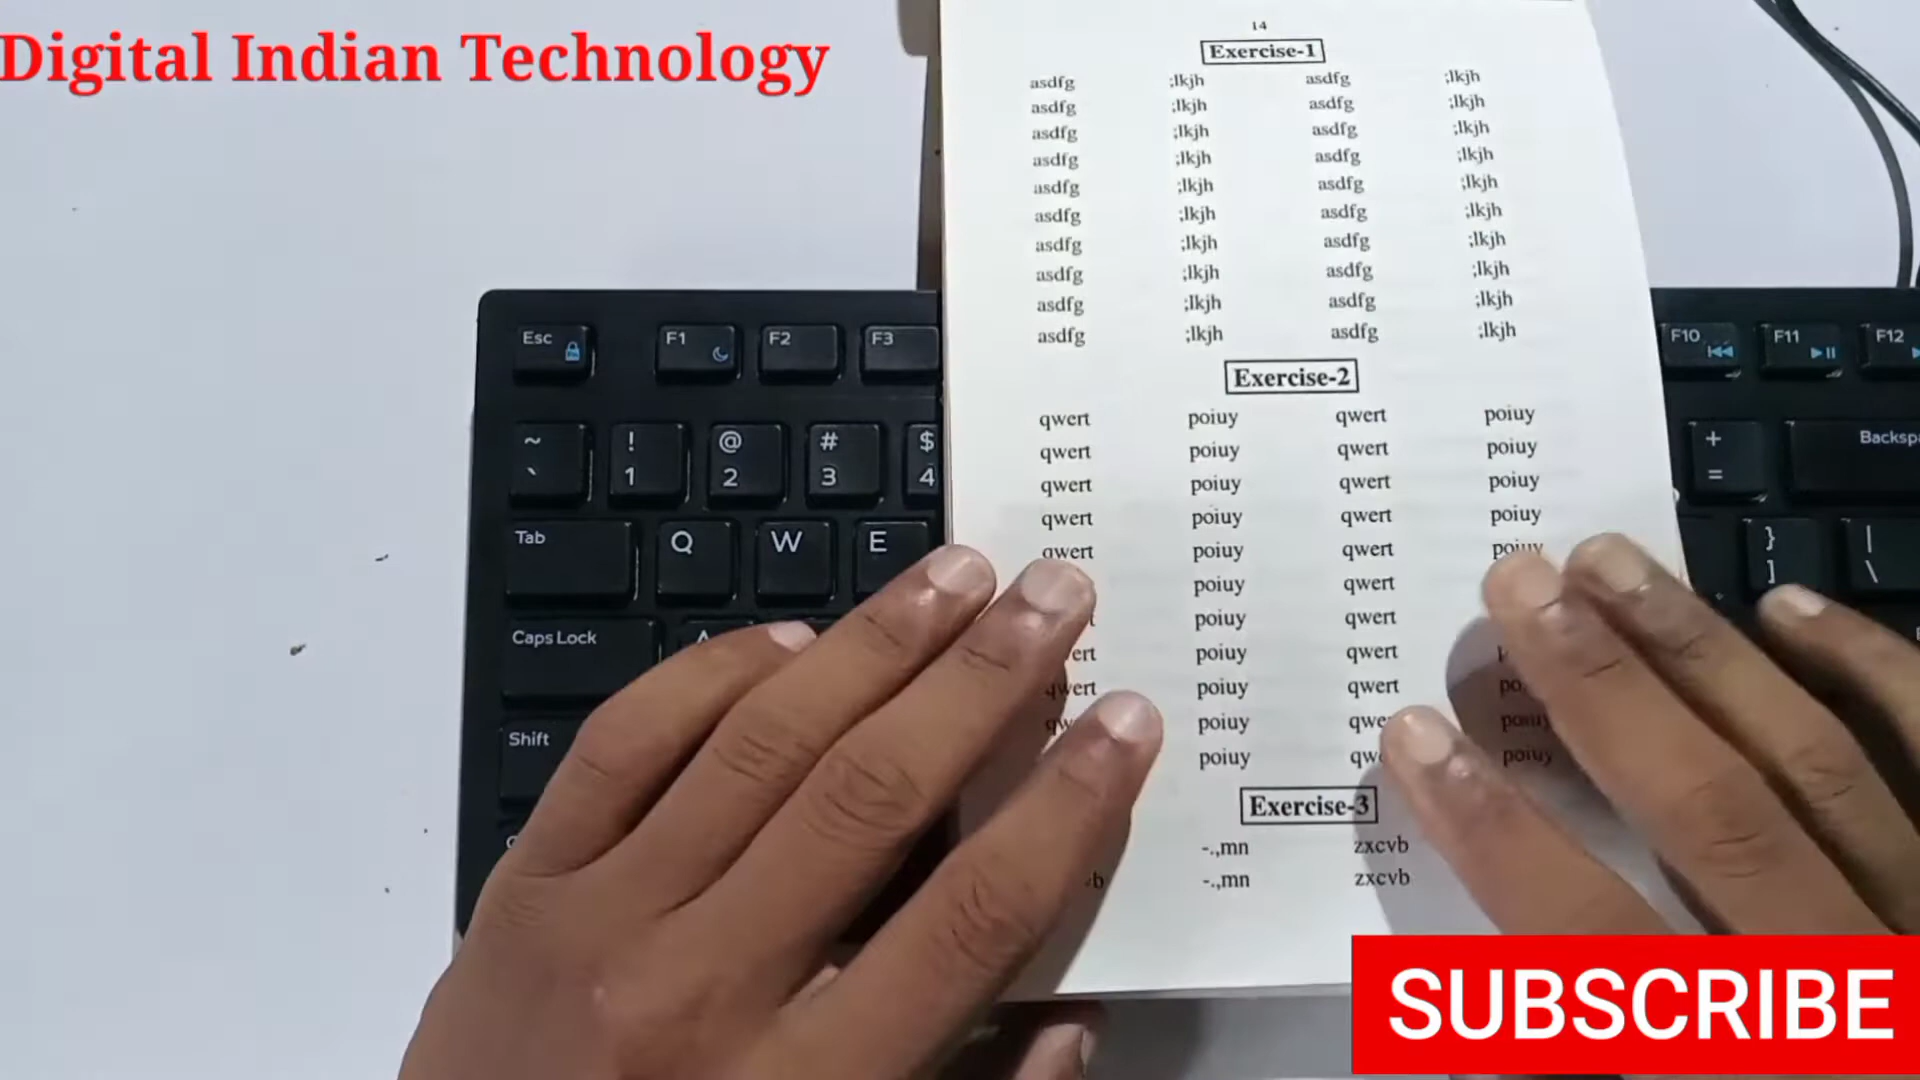 Digital Indian Technology
14
Exercise-1
asdfg ;lkjh asdfg ;lkjh
asdfg ;lkjh asdfg ;lkjh
asdfg ;lkjh asdfg ;lkjh
asdfg ;lkjh asdfg ;lkjh
asdfg ;lkjh asdfg ;lkjh
asdfg ;lkjh asdfg ;lkjh
asdfg ;lkjh asdfg ;lkjh
asdfg ;lkjh asdfg ;lkjh
asdfg ;lkjh asdfg ;lkjh
asdfg ;lkjh asdfg ;lkjh
Exercise-2
qwert poiuy qwert poiuy
qwert poiuy qwert poiuy
qwert poiuy qwert poiuy
qwert poiuy qwert poiuy
qwert poiuy qwert poiuy
poiuy qwert
poiuy qwert
poiuy qwert
qwert poiuy qwert
poiuy poiuy
poiuy poiuy
Exercise-3
-.,mn zxcvb
-.,mn zxcvb
Esc F1 F2 F3 F10 F11 F12
~ ! @ # $ +
` 1 2 3 4 =
Tab Q W E } |
] \
Caps Lock
Shift
SUBSCRIBE